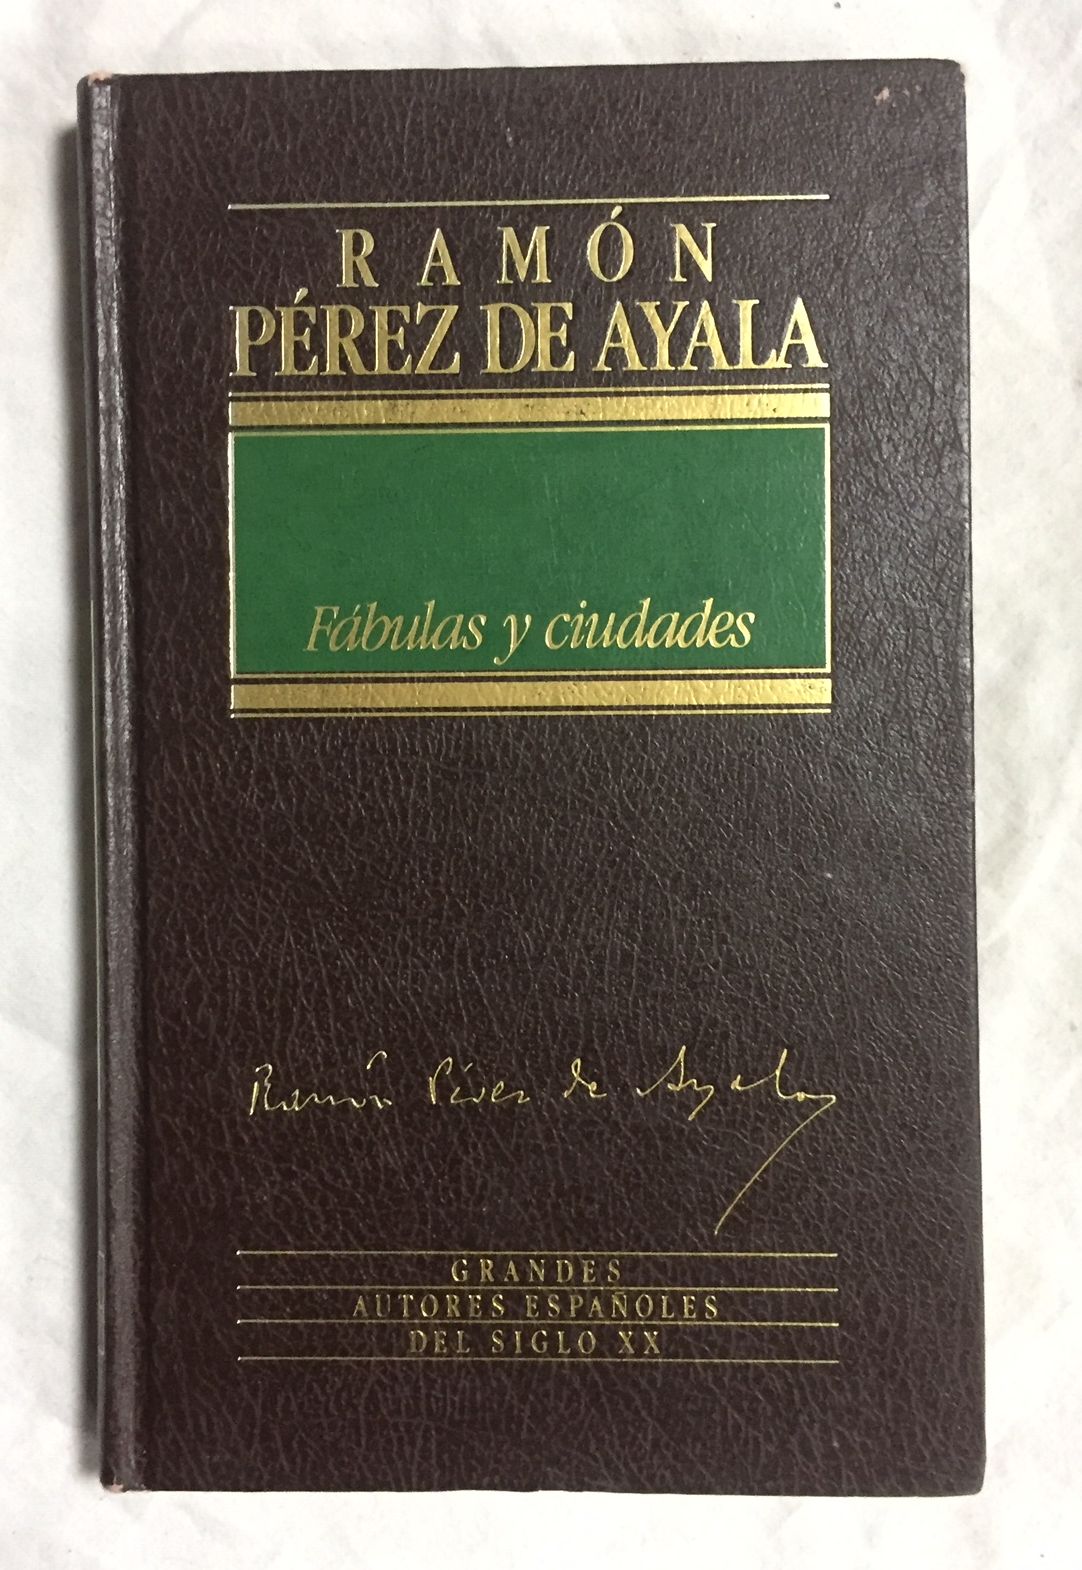 RAMÓN
PÉREZ DE AYALA
Fábulas y ciudades
Ramón Pérez de Ayala
GRANDES
AUTORES ESPAÑOLES
DEL SIGLO XX